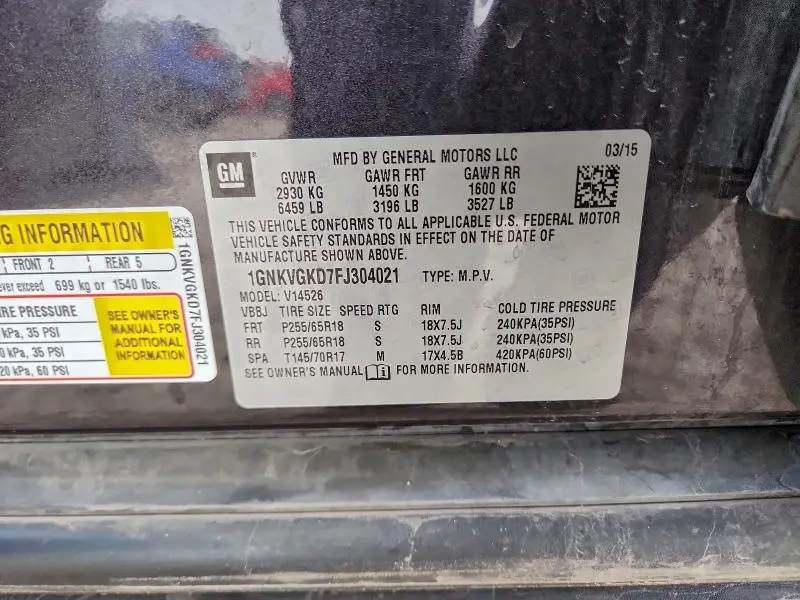 GM
MFD BY GENERAL MOTORS LLC 03/15
GVWR GAWR FRT GAWR RR
2930 KG 1450 KG 1600 KG
6459 LB 3196 LB 3527 LB
THIS VEHICLE CONFORMS TO ALL APPLICABLE U.S. FEDERAL MOTOR
VEHICLE SAFETY STANDARDS IN EFFECT ON THE DATE OF
MANUFACTURE SHOWN ABOVE.
1GNKVGKD7FJ304021 TYPE: M.P.V.
MODEL: V14526
VBBJ TIRE SIZE SPEED RTG RIM COLD TIRE PRESSURE
FRT P255/65R18 S 18X7.5J 240KPA(35PSI)
RR P255/65R18 S 18X7.5J 240KPA(35PSI)
SPA T145/70R17 M 17X4.5B 420KPA(60PSI)
SEE OWNER'S MANUAL FOR MORE INFORMATION.
G INFORMATION
FRONT 2 REAR 5
ever exceed 699 kg or 1540 lbs.
IRE PRESSURE
kPa, 35 PSI
0 kPa, 35 PSI
20 kPa, 60 PSI
SEE OWNER'S
MANUAL FOR
ADDITIONAL
INFORMATION
1GNKVGKD7FJ304021